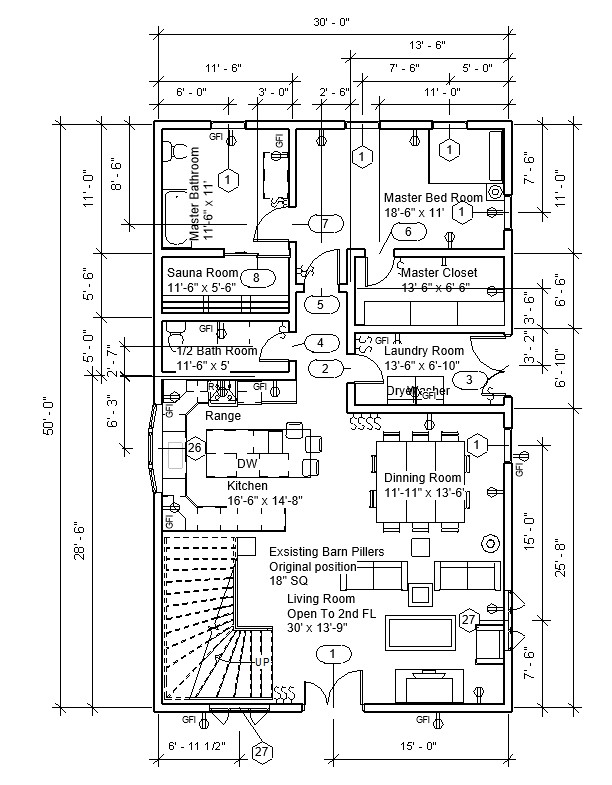 30' - 0"
13' - 6"
11' - 6"
7' - 6"
5' - 0"
6' - 0"
3' - 0"
2' - 6"
11' - 0"
GFI
1
1
1
Master Bathroom
11'-6" x 11'
Master Bed Room
18'-6" x 11'
1
7
6
8' - 6"
11' - 0"
7' - 6"
11' - 0"
Sauna Room
11'-6" x 5'-6"
8
Master Closet
13'-6"x6'-6"
5
5' - 6"
6' - 6"
3' - 6"
GFI
4
1/2 Bath Room
11'-6" x 5'
2
Laundry Room
13'-6" x 6'-10"
3
Dryer
Washer
GFI
5' - 0"
2' - 7"
3' - 2"
6' - 10"
GFI
GFI
Range
6' - 3"
26
DW
Kitchen
16'-6" x 14'-8"
GFI
Dinning Room
11'-11" x 13'-6'
1
GFI
50' - 0"
28' - 6"
15' - 0"
25' - 8"
Exsisting Barn Pillers
Original position
18" SQ
Living Room
Open To 2nd FL
30' x 13'-9"
27
UP
1
7' - 6"
GFI
GFI
6' - 11 1/2"
27
15' - 0"